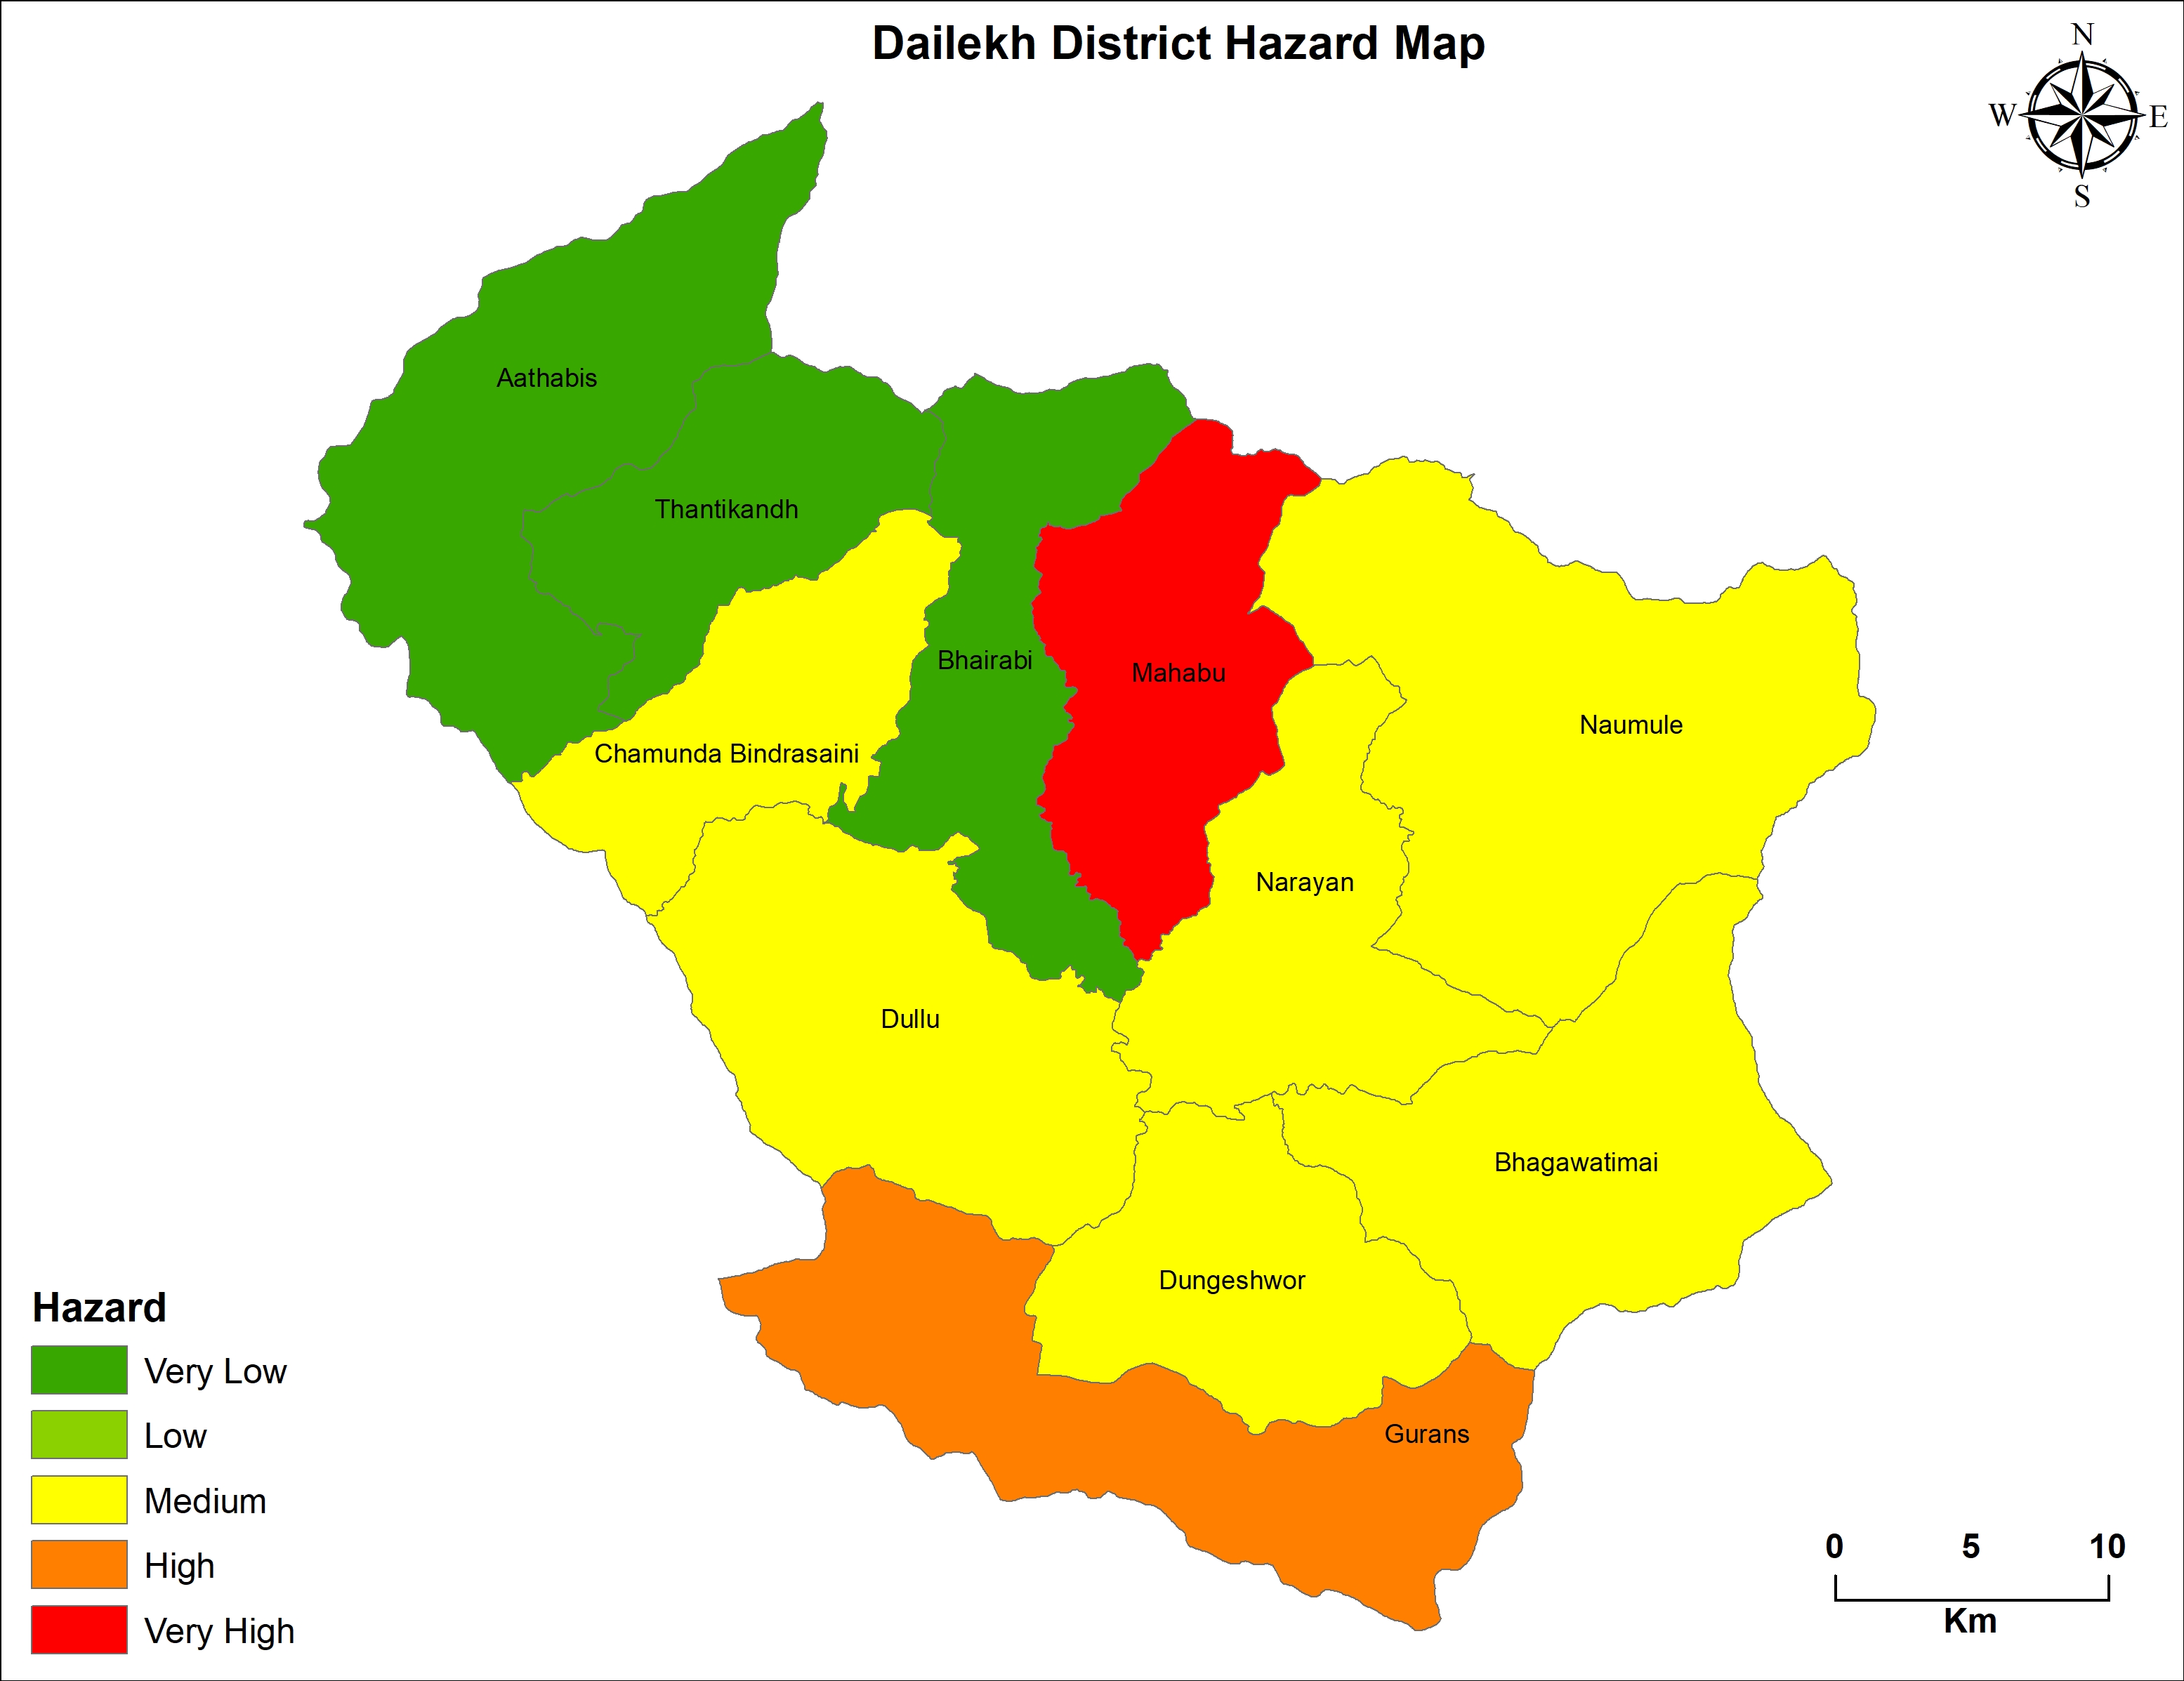 Dailekh District Hazard Map
N
W
E
S
Aathabis
Thantikandh
Bhairabi
Mahabu
Naumule
Chamunda Bindrasaini
Narayan
Dullu
Bhagawatimai
Dungeshwor
Gurans
Hazard
Very Low
Low
Medium
High
Very High
0 5 10
Km